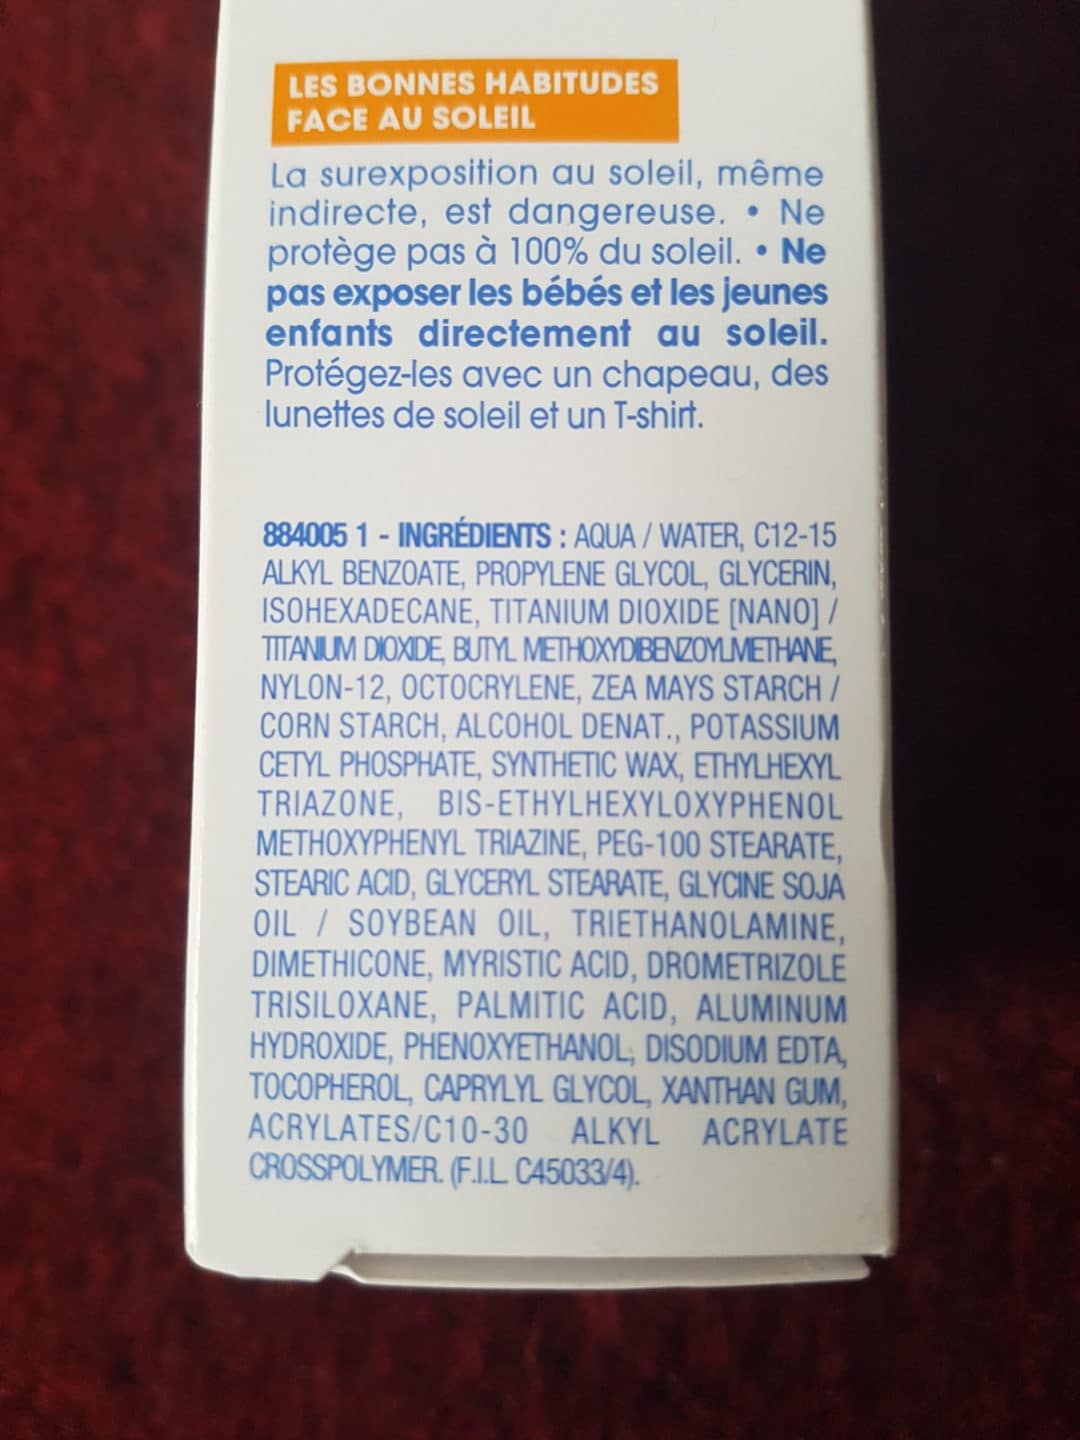 LES BONNES HABITUDES
FACE AU SOLEIL
La surexposition au soleil, même
indirecte, est dangereuse. • Ne
protège pas à 100% du soleil. • Ne
pas exposer les bébés et les jeunes
enfants directement au soleil.
Protégez-les avec un chapeau, des
lunettes de soleil et un T-shirt.
884005 1 - INGRÉDIENTS : AQUA / WATER, C12-15
ALKYL BENZOATE, PROPYLENE GLYCOL, GLYCERIN,
ISOHEXADECANE, TITANIUM DIOXIDE [NANO] /
TITANIUM DIOXIDE, BUTYL METHOXYDIBENZOYLMETHANE,
NYLON-12, OCTOCRYLENE, ZEA MAYS STARCH /
CORN STARCH, ALCOHOL DENAT., POTASSIUM
CETYL PHOSPHATE, SYNTHETIC WAX, ETHYLHEXYL
TRIAZONE, BIS-ETHYLHEXYLOXYPHENOL
METHOXYPHENYL TRIAZINE, PEG-100 STEARATE,
STEARIC ACID, GLYCERYL STEARATE, GLYCINE SOJA
OIL / SOYBEAN OIL, TRIETHANOLAMINE,
DIMETHICONE, MYRISTIC ACID, DROMETRIZOLE
TRISILOXANE, PALMITIC ACID, ALUMINUM
HYDROXIDE, PHENOXYETHANOL, DISODIUM EDTA,
TOCOPHEROL, CAPRYLYL GLYCOL, XANTHAN GUM,
ACRYLATES/C10-30 ALKYL ACRYLATE
CROSSPOLYMER. (F.I.L. C45033/4).